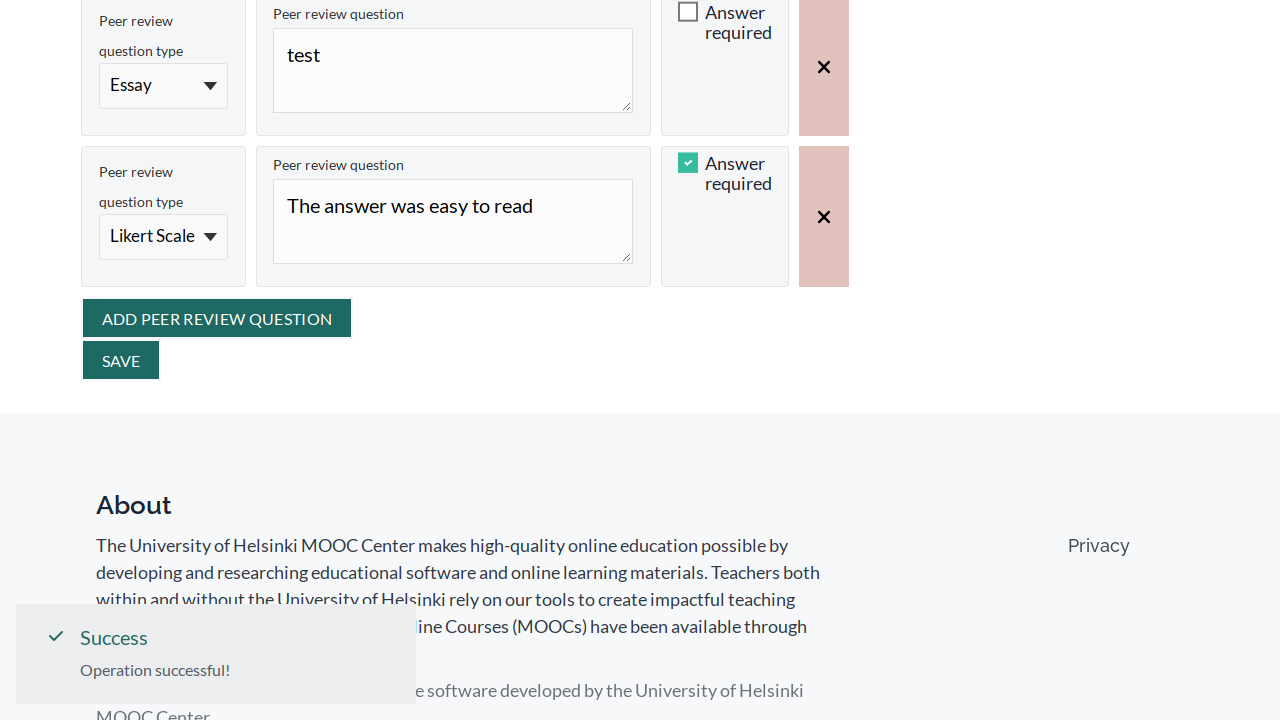 Peer review
question type
Essay
Peer review question
test
Answer
required
Peer review
question type
Likert Scale
Peer review question
The answer was easy to read
Answer
required
ADD PEER REVIEW QUESTION
SAVE
About
The University of Helsinki MOOC Center makes high-quality online education possible by
developing and researching educational software and online learning materials. Teachers both
within and without the University of Helsinki rely on our tools to create impactful teaching
line Courses (MOOCs) have been available through
Privacy
Success
Operation successful!
e software developed by the University of Helsinki
MOOC Center.